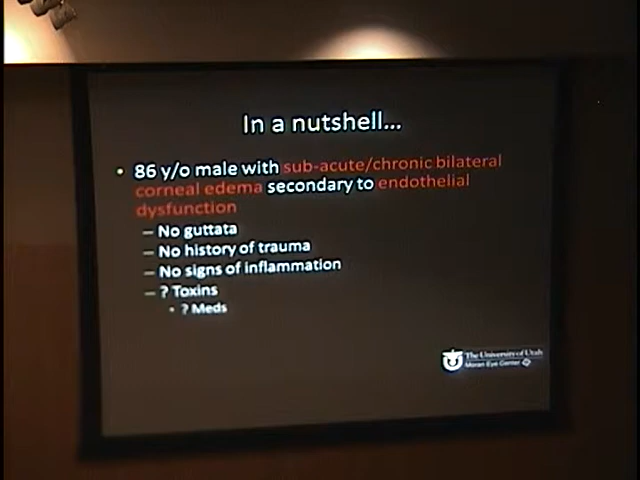 In a nutshell...
• 86 y/o male with sub-acute/chronic bilateral
corneal edema secondary to endothelial
dysfunction
– No guttata
– No history of trauma
– No signs of inflammation
– ? Toxins
• ? Meds
The University of Utah
Moran Eye Center